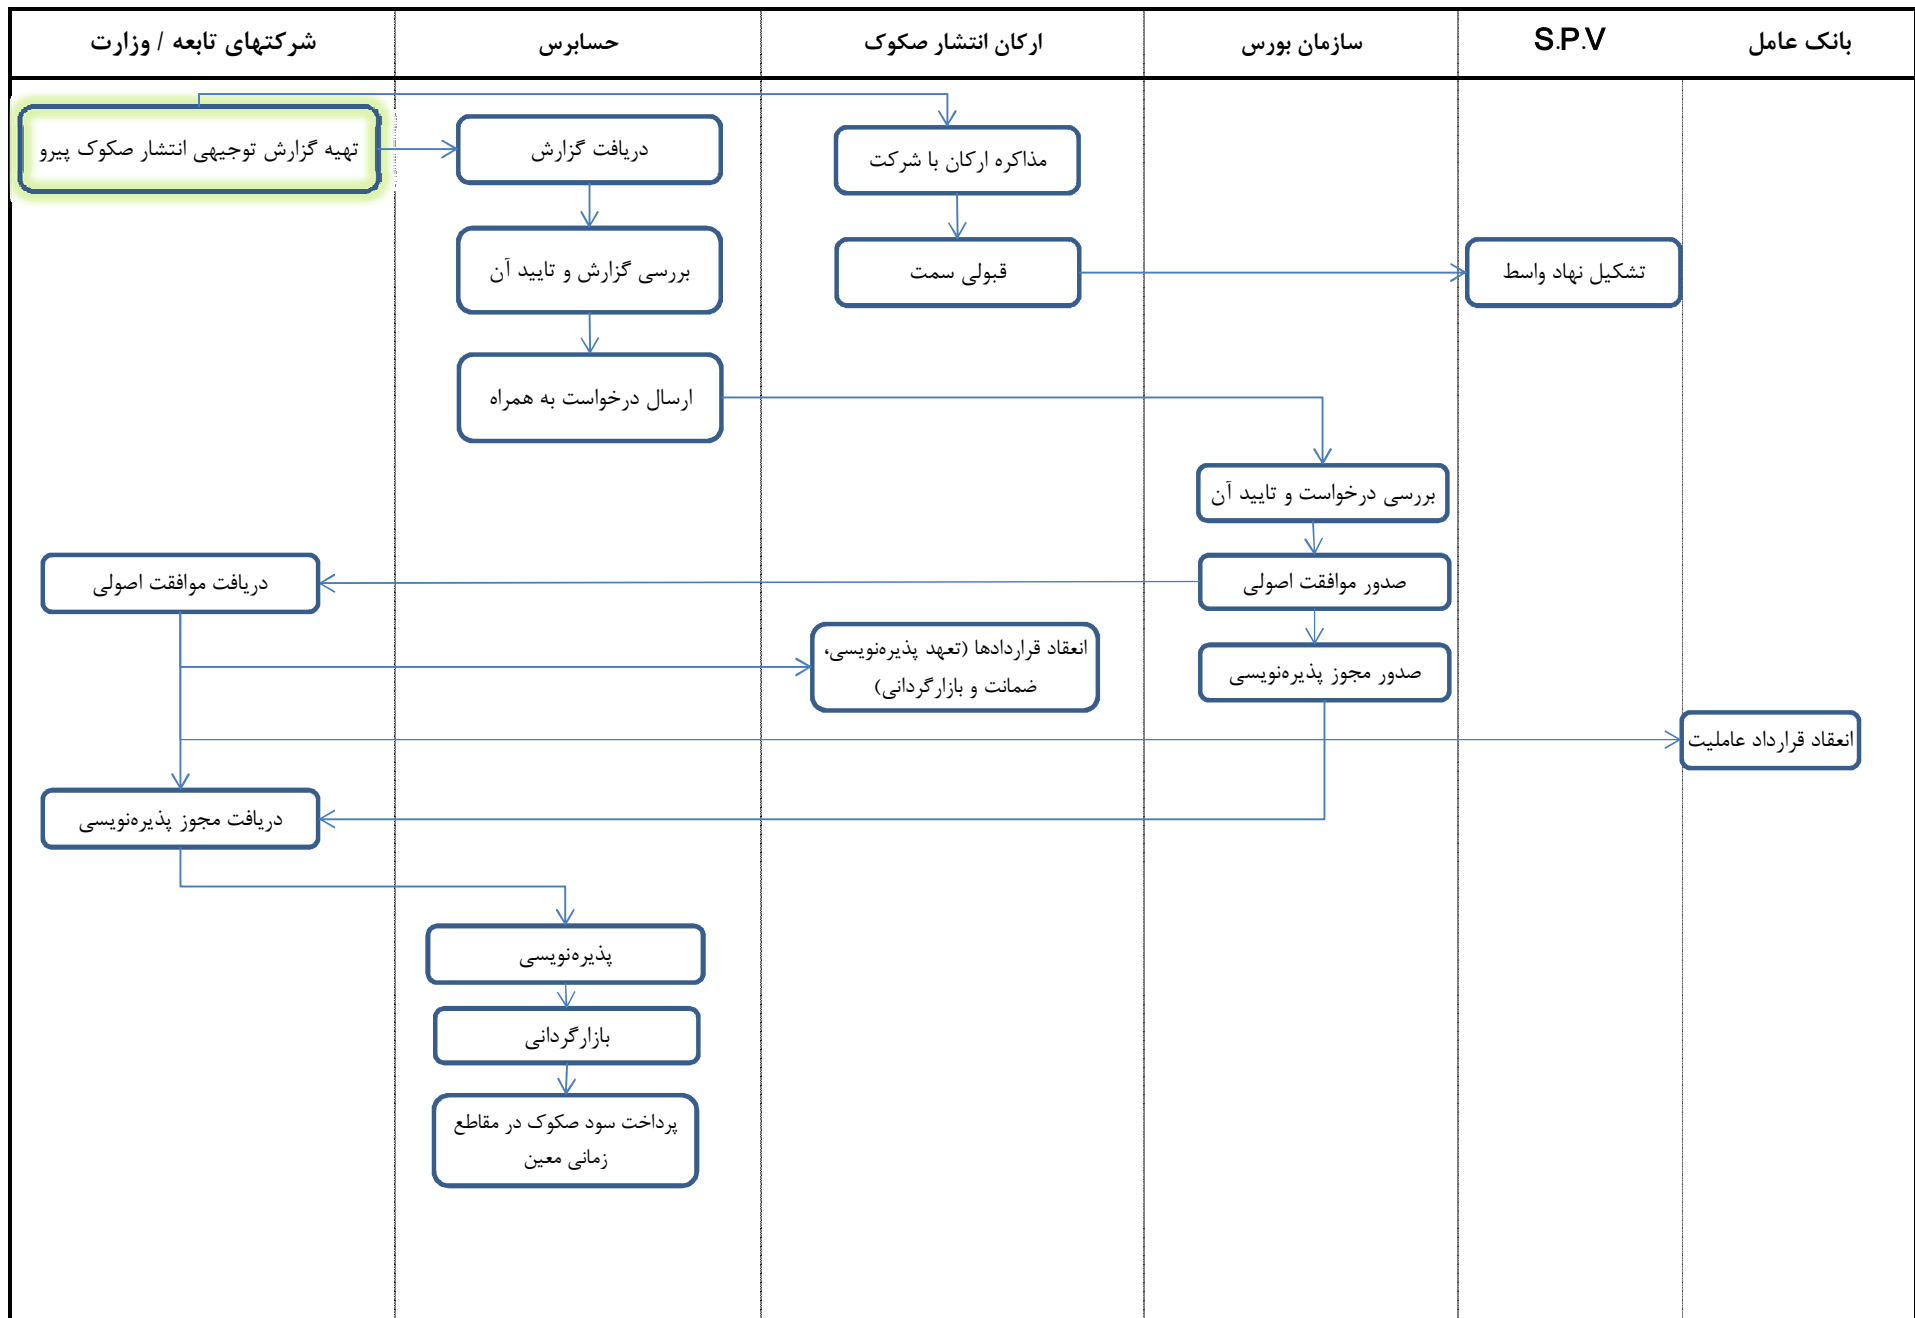 شرکتهای تابعه / وزارت
حسابرس
ارکان انتشار صکوک
سازمان بورس
S.P.V
بانک عامل
تهیه گزارش توجیهی انتشار صکوک پیرو
دریافت گزارش
مذاکره ارکان با شرکت
بررسی گزارش و تایید آن
قبولی سمت
تشکیل نهاد واسط
ارسال درخواست به همراه
بررسی درخواست و تایید آن
دریافت موافقت اصولی
صدور موافقت اصولی
انعقاد قراردادها (تعهد پذیره‌نویسی،
ضمانت و بازارگردانی)
صدور مجوز پذیره‌نویسی
انعقاد قرارداد عاملیت
دریافت مجوز پذیره‌نویسی
پذیره‌نویسی
بازارگردانی
پرداخت سود صکوک در مقاطع
زمانی معین